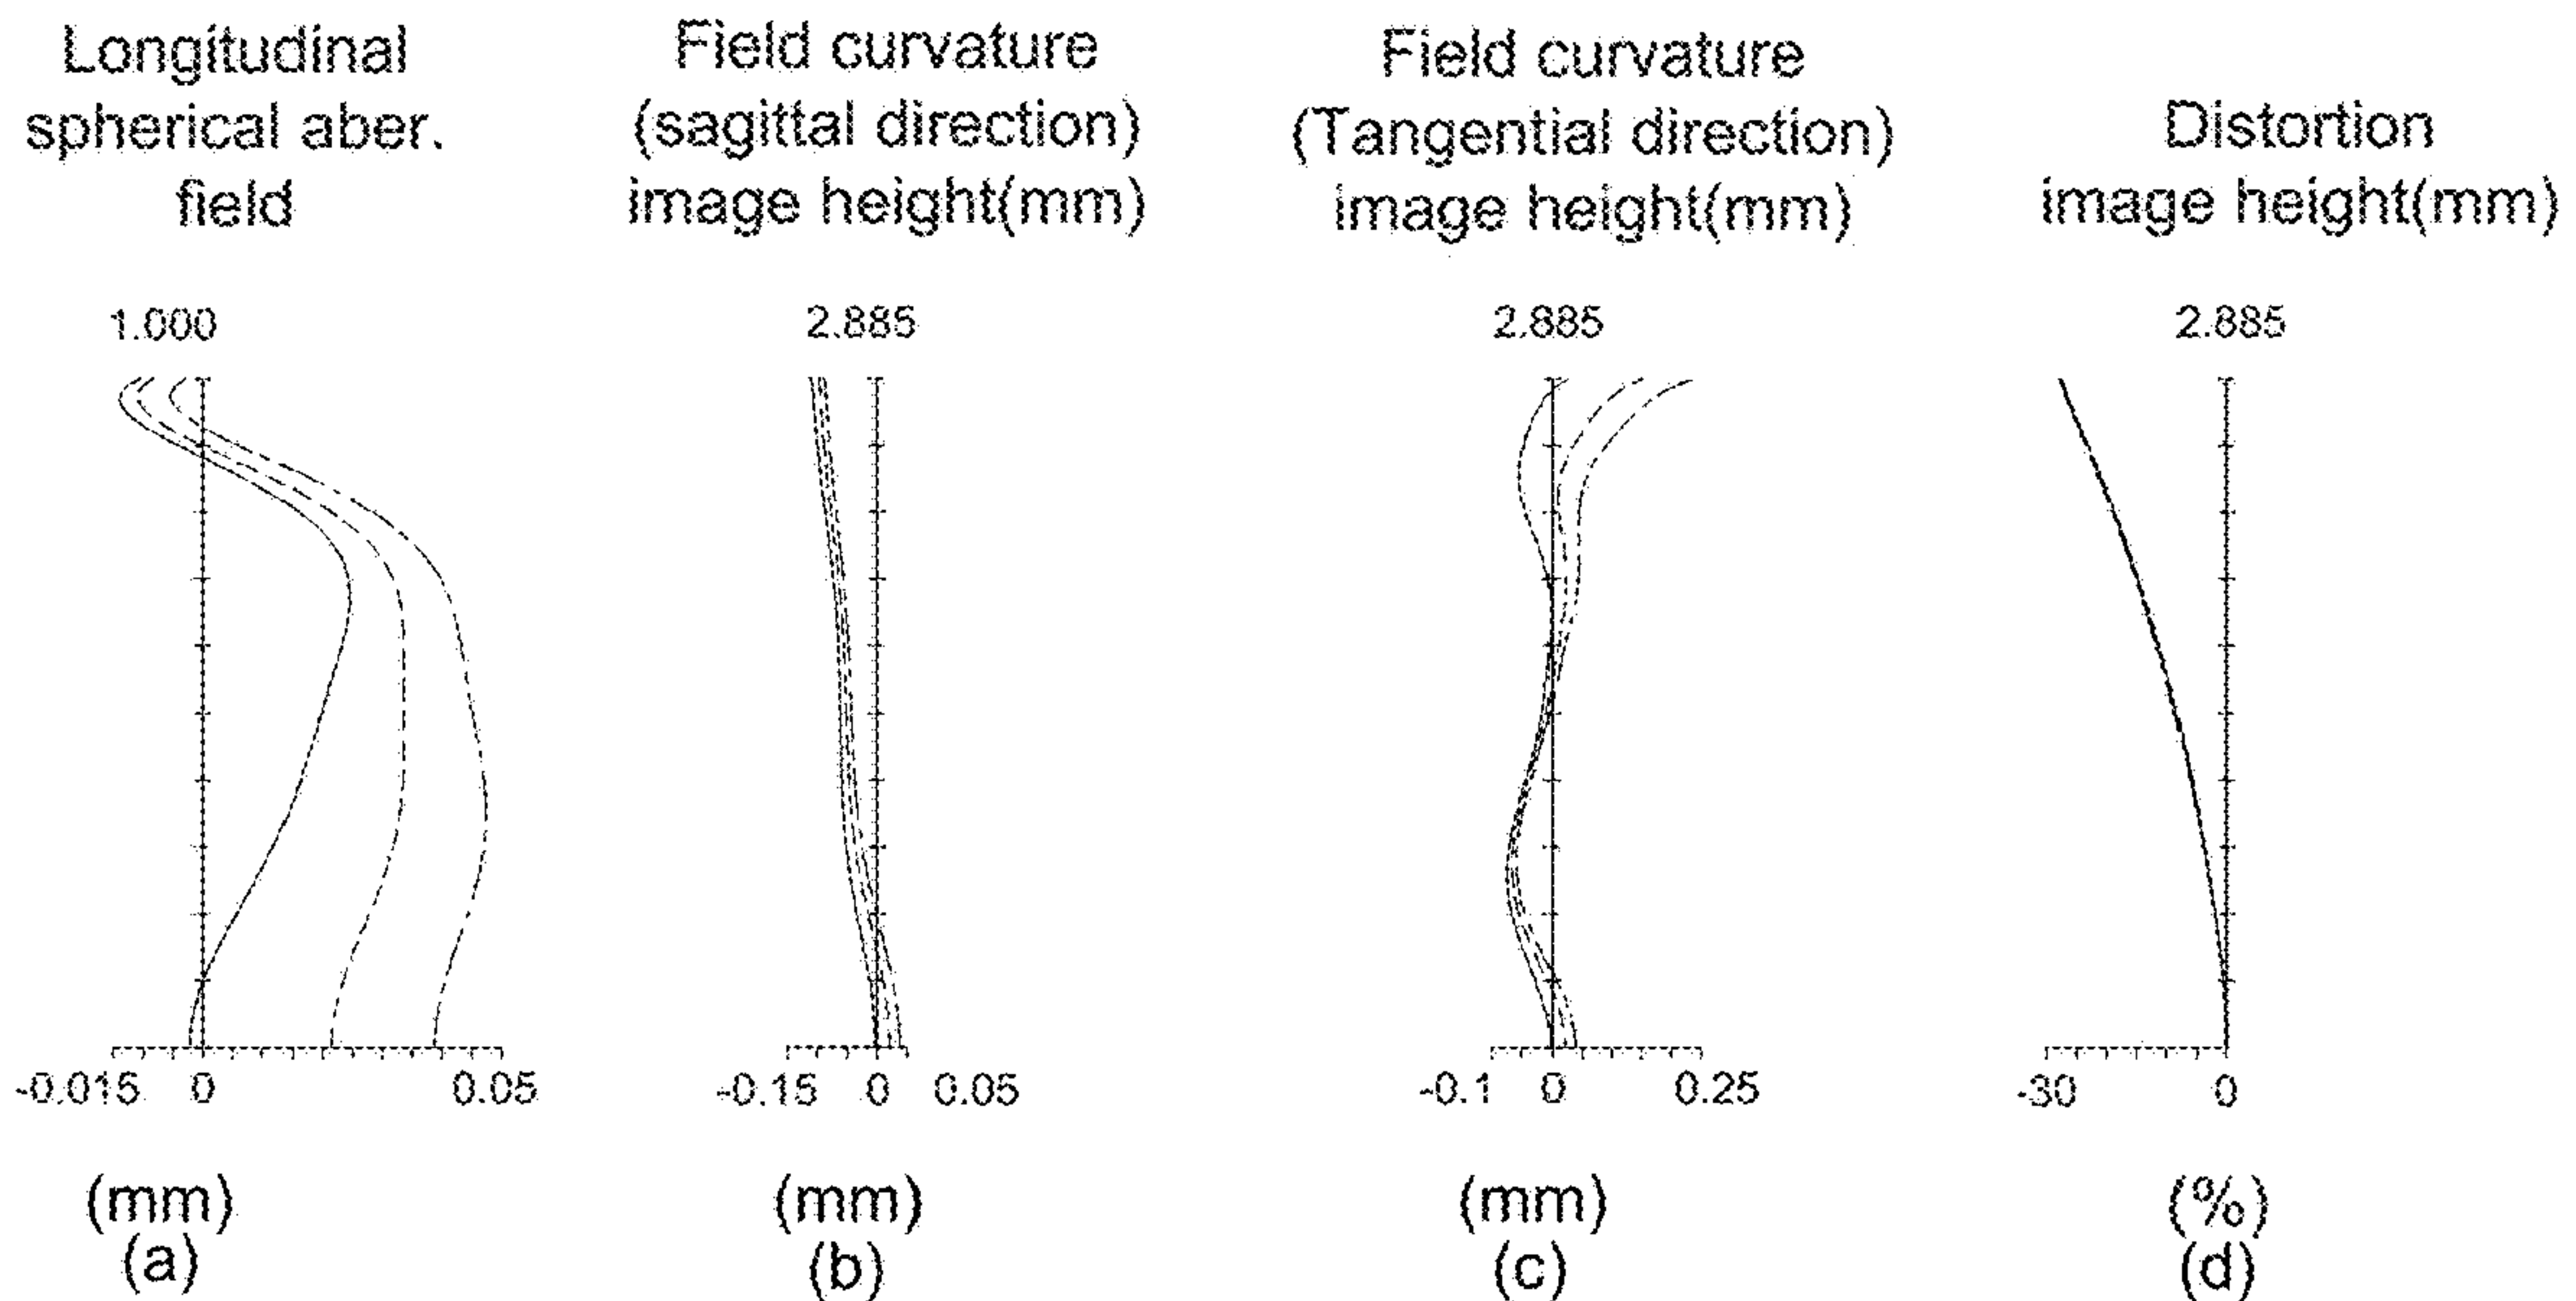 Longitudinal
spherical aber.
field
Field curvature
(sagittal direction)
image height(mm)
Field curvature
(Tangential direction)
image height(mm)
Distortion
image height(mm)
1.000
2.885
2.885
2.885
-0.015 0 0.05
-0.15 0 0.05
-0.1 0 0.25
-30 0
(mm)
(a)
(mm)
(b)
(mm)
(c)
(%)
(d)